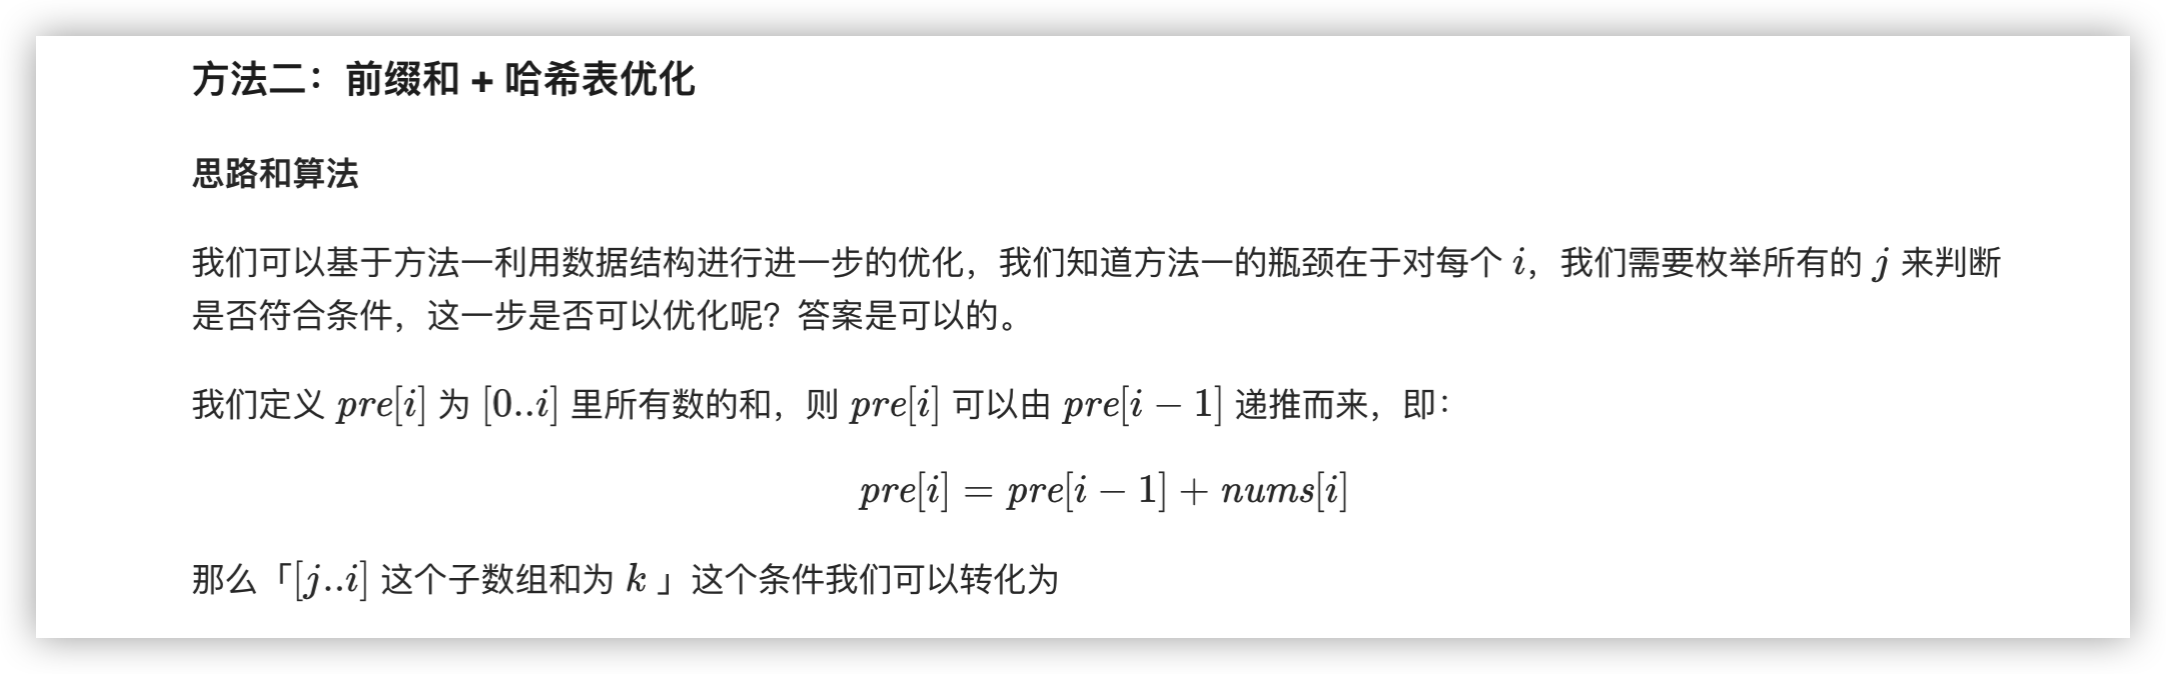 方法二：前缀和 + 哈希表优化
思路和算法
我们可以基于方法一利用数据结构进行进一步的优化，我们知道方法一的瓶颈在于对每个 i，我们需要枚举所有的 j 来判断
是否符合条件，这一步是否可以优化呢？答案是可以的。
我们定义 pre[i] 为 [0..i] 里所有数的和，则 pre[i] 可以由 pre[i − 1] 递推而来，即：
pre[i] = pre[i − 1] + nums[i]
那么「[j..i] 这个子数组和为 k 」这个条件我们可以转化为